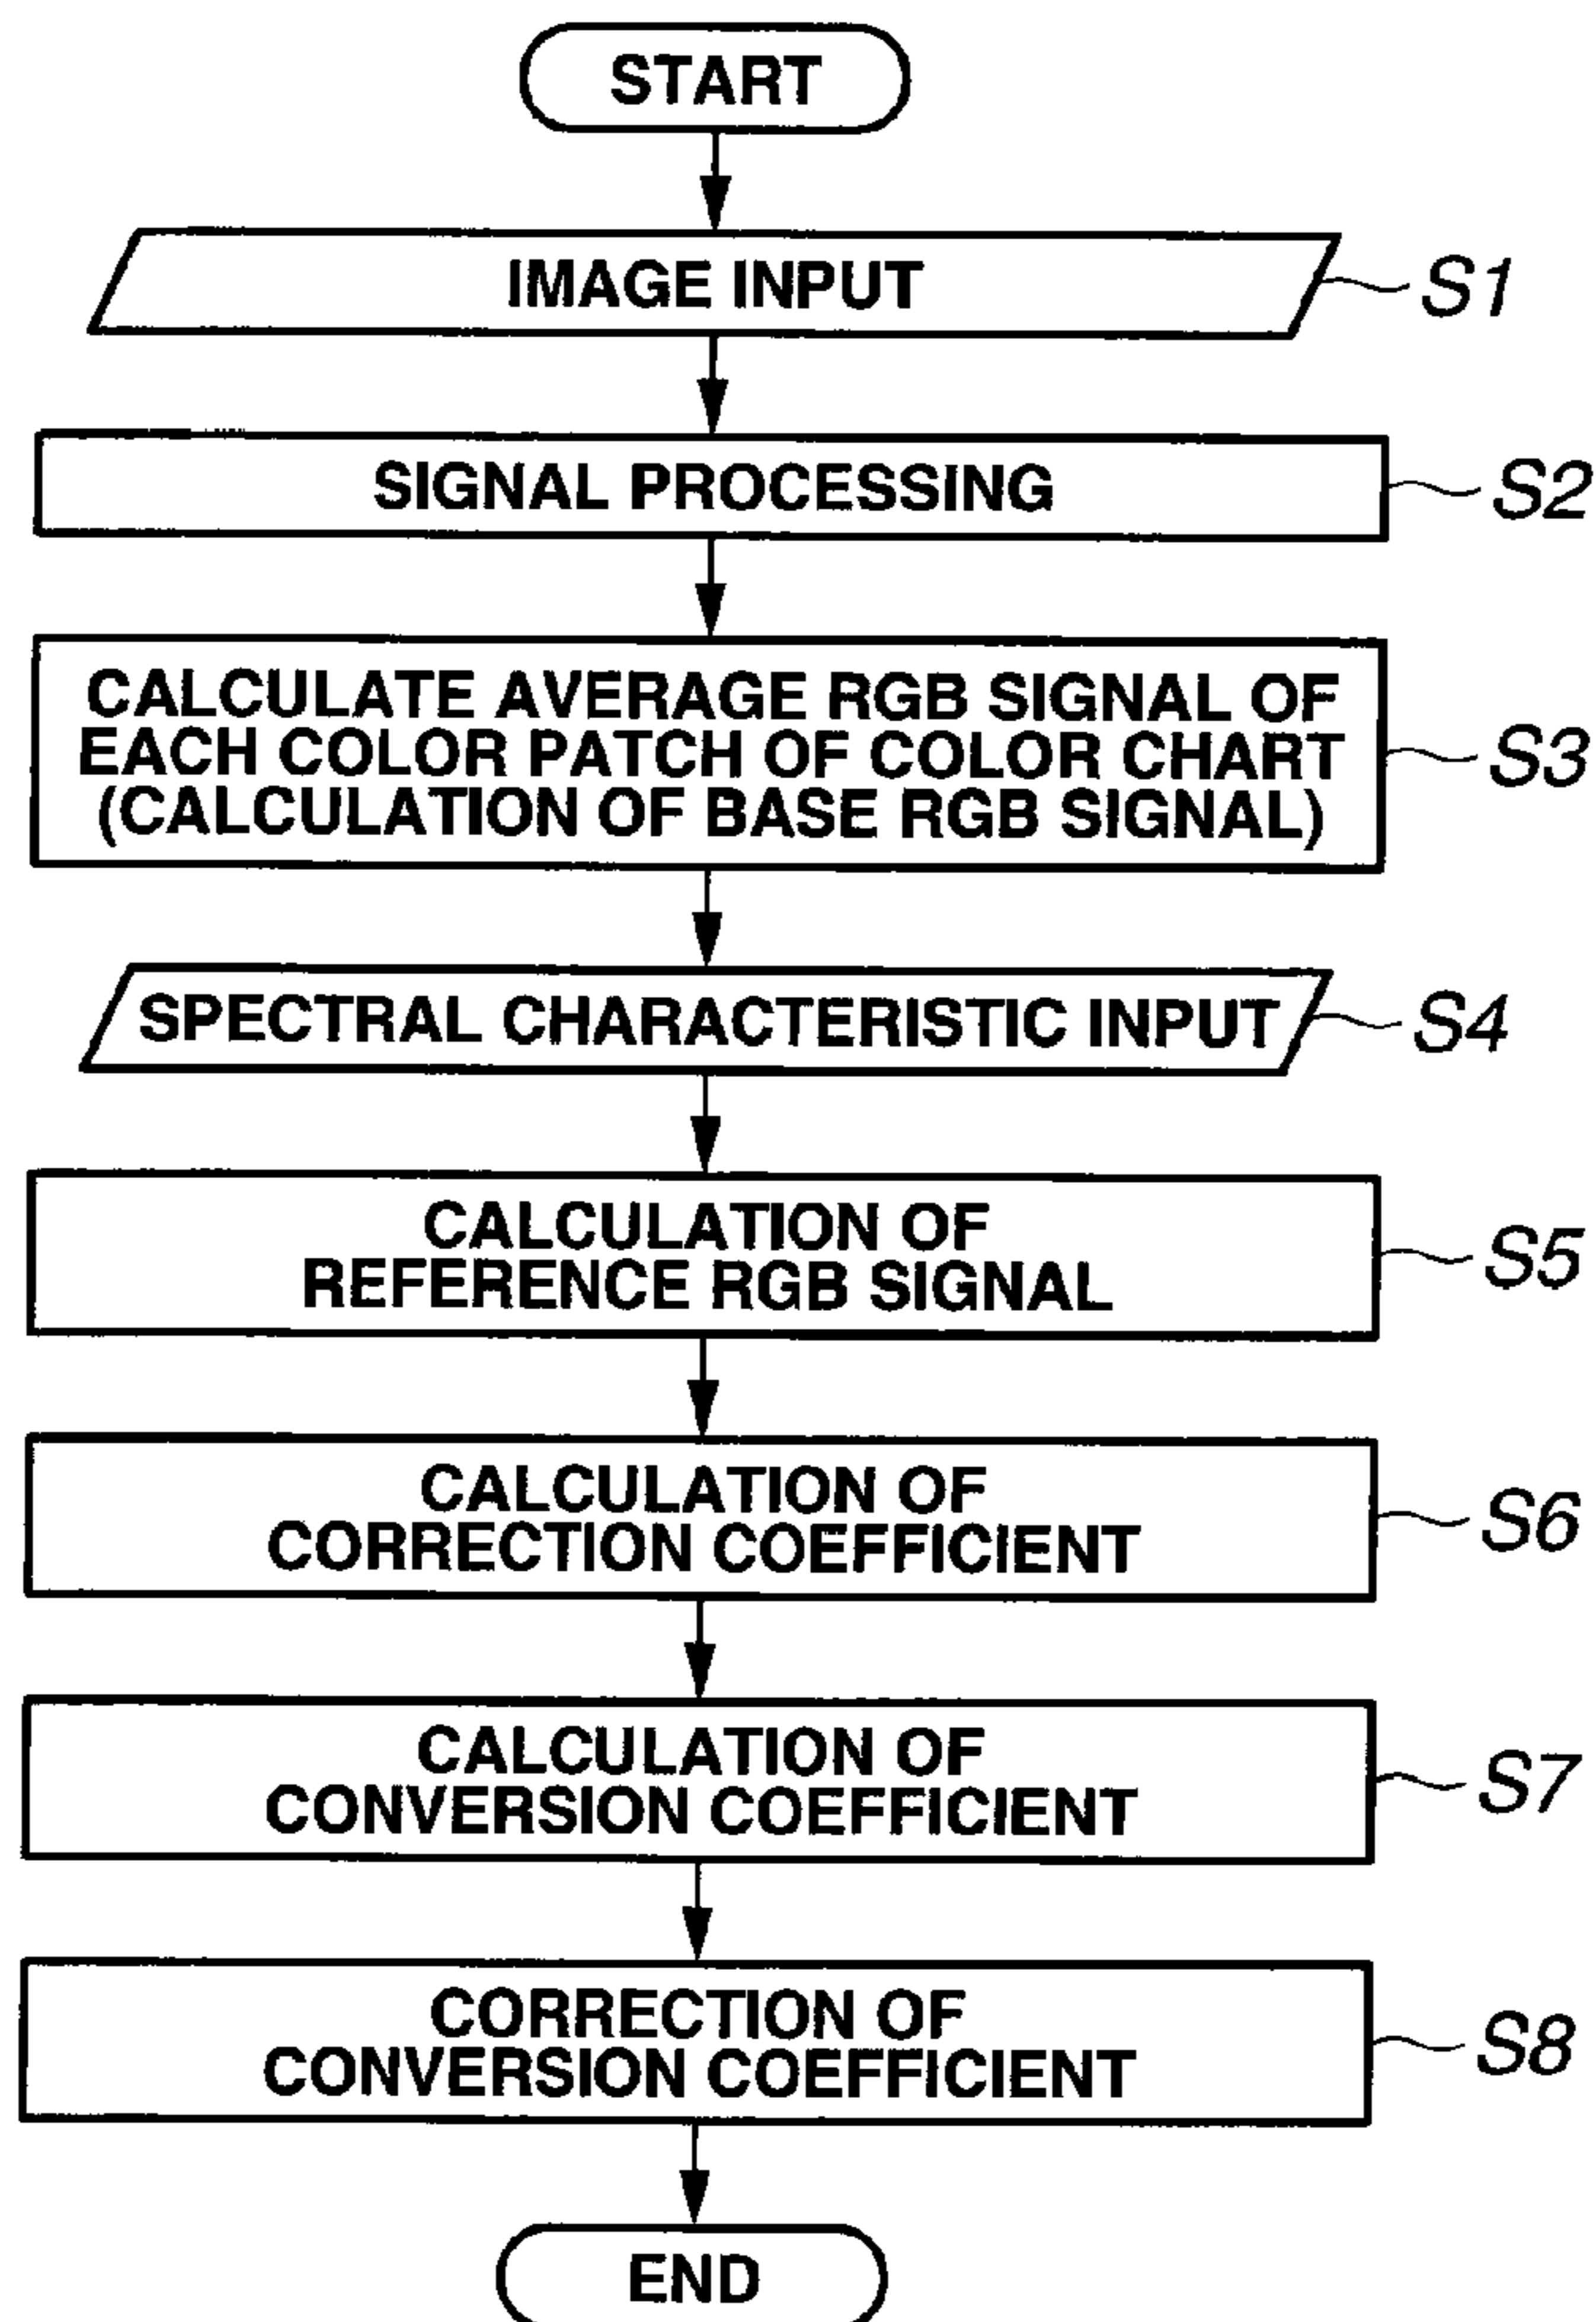 START
IMAGE INPUT
S1
SIGNAL PROCESSING
S2
CALCULATE AVERAGE RGB SIGNAL OF
EACH COLOR PATCH OF COLOR CHART
(CALCULATION OF BASE RGB SIGNAL)
S3
SPECTRAL CHARACTERISTIC INPUT
S4
CALCULATION OF
REFERENCE RGB SIGNAL
S5
CALCULATION OF
CORRECTION COEFFICIENT
S6
CALCULATION OF
CONVERSION COEFFICIENT
S7
CORRECTION OF
CONVERSION COEFFICIENT
S8
END